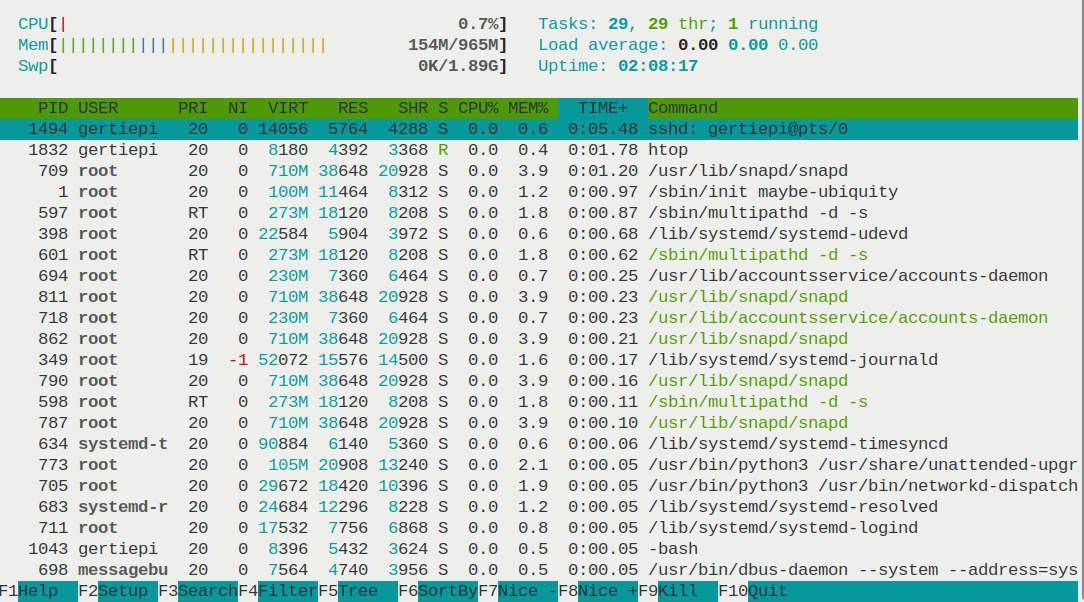 CPU[| 0.7%] Tasks: 29, 29 thr; 1 running
Mem[||||||||||||||||||||||||||| 154M/965M] Load average: 0.00 0.00 0.00
Swp[ 0K/1.89G] Uptime: 02:08:17
PID USER PRI NI VIRT RES SHR S CPU% MEM% TIME+ Command
1494 gertiepi 20 0 14056 5764 4288 S 0.0 0.6 0:05.48 sshd: gertiepi@pts/0
1832 gertiepi 20 0 8180 4392 3368 R 0.0 0.4 0:01.78 htop
709 root 20 0 710M 38648 20928 S 0.0 3.9 0:01.20 /usr/lib/snapd/snapd
1 root 20 0 100M 11464 8312 S 0.0 1.2 0:00.97 /sbin/init maybe-ubiquity
597 root RT 0 273M 18120 8208 S 0.0 1.8 0:00.87 /sbin/multipathd -d -s
398 root 20 0 22584 5904 3972 S 0.0 0.6 0:00.68 /lib/systemd/systemd-udevd
601 root RT 0 273M 18120 8208 S 0.0 1.8 0:00.62 /sbin/multipathd -d -s
694 root 20 0 230M 7360 6464 S 0.0 0.7 0:00.25 /usr/lib/accountsservice/accounts-daemon
811 root 20 0 710M 38648 20928 S 0.0 3.9 0:00.23 /usr/lib/snapd/snapd
718 root 20 0 230M 7360 6464 S 0.0 0.7 0:00.23 /usr/lib/accountsservice/accounts-daemon
862 root 20 0 710M 38648 20928 S 0.0 3.9 0:00.21 /usr/lib/snapd/snapd
349 root 19 -1 52072 15576 14500 S 0.0 1.6 0:00.17 /lib/systemd/systemd-journald
790 root 20 0 710M 38648 20928 S 0.0 3.9 0:00.16 /usr/lib/snapd/snapd
598 root RT 0 273M 18120 8208 S 0.0 1.8 0:00.11 /sbin/multipathd -d -s
787 root 20 0 710M 38648 20928 S 0.0 3.9 0:00.10 /usr/lib/snapd/snapd
634 systemd-t 20 0 90884 6140 5360 S 0.0 0.6 0:00.06 /lib/systemd/systemd-timesyncd
773 root 20 0 105M 20908 13240 S 0.0 2.1 0:00.05 /usr/bin/python3 /usr/share/unattended-upgr
705 root 20 0 29672 18420 10396 S 0.0 1.9 0:00.05 /usr/bin/python3 /usr/bin/networkd-dispatch
683 systemd-r 20 0 24684 12296 8228 S 0.0 1.2 0:00.05 /lib/systemd/systemd-resolved
711 root 20 0 17532 7756 6868 S 0.0 0.8 0:00.05 /lib/systemd/systemd-logind
1043 gertiepi 20 0 8396 5432 3624 S 0.0 0.5 0:00.05 -bash
698 messagebu 20 0 7564 4740 3956 S 0.0 0.5 0:00.05 /usr/bin/dbus-daemon --system --address=sys
F1Help F2Setup F3SearchF4FilterF5Tree F6SortByF7Nice -F8Nice +F9Kill F10Quit